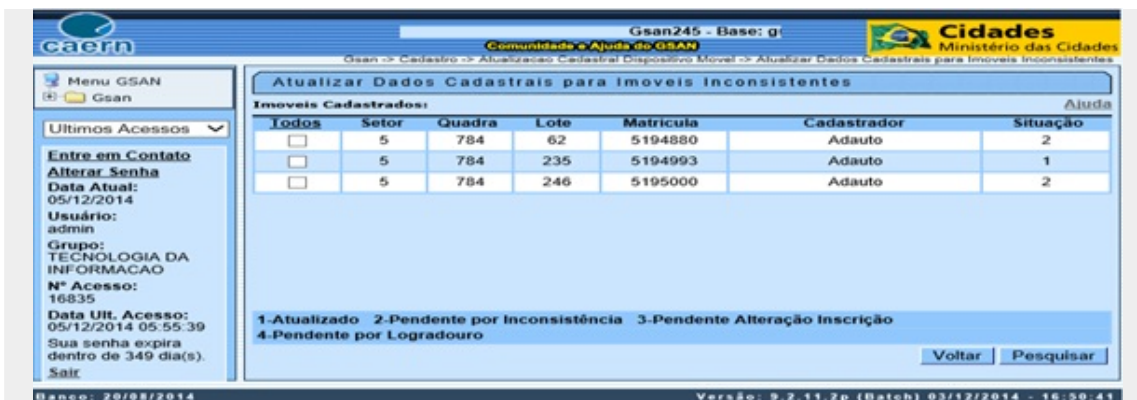 caern
Gsan245 - Base: g
Comunidade e Ajuda do GSAN
Cidades
Ministério das Cidades
Gsan -> Cadastro -> Atualizacao Cadastral Dispositivo Movel -> Atualizar Dados Cadastrais para Imoveis Inconsistentes
Menu GSAN
Gsan
Ultimos Acessos
Entre em Contato
Alterar Senha
Data Atual:
05/12/2014
Usuário:
admin
Grupo:
TECNOLOGIA DA
INFORMACAO
N° Acesso:
16835
Data Ult. Acesso:
05/12/2014 05:55:39
Sua senha expira
dentro de 349 dia(s).
Sair
Atualizar Dados Cadastrais para Imoveis Inconsistentes
Imoveis Cadastrados: Ajuda
Todos Setor Quadra Lote Matricula Cadastrador Situação
5 784 62 5194880 Adauto 2
5 784 235 5194993 Adauto 1
5 784 246 5195000 Adauto 2
1-Atualizado 2-Pendente por Inconsistência 3-Pendente Alteração Inscrição
4-Pendente por Logradouro
Voltar Pesquisar
Banco: 20/08/2014 Versão: 9.2.11.2p (Batch) 03/12/2014 - 16:50:41